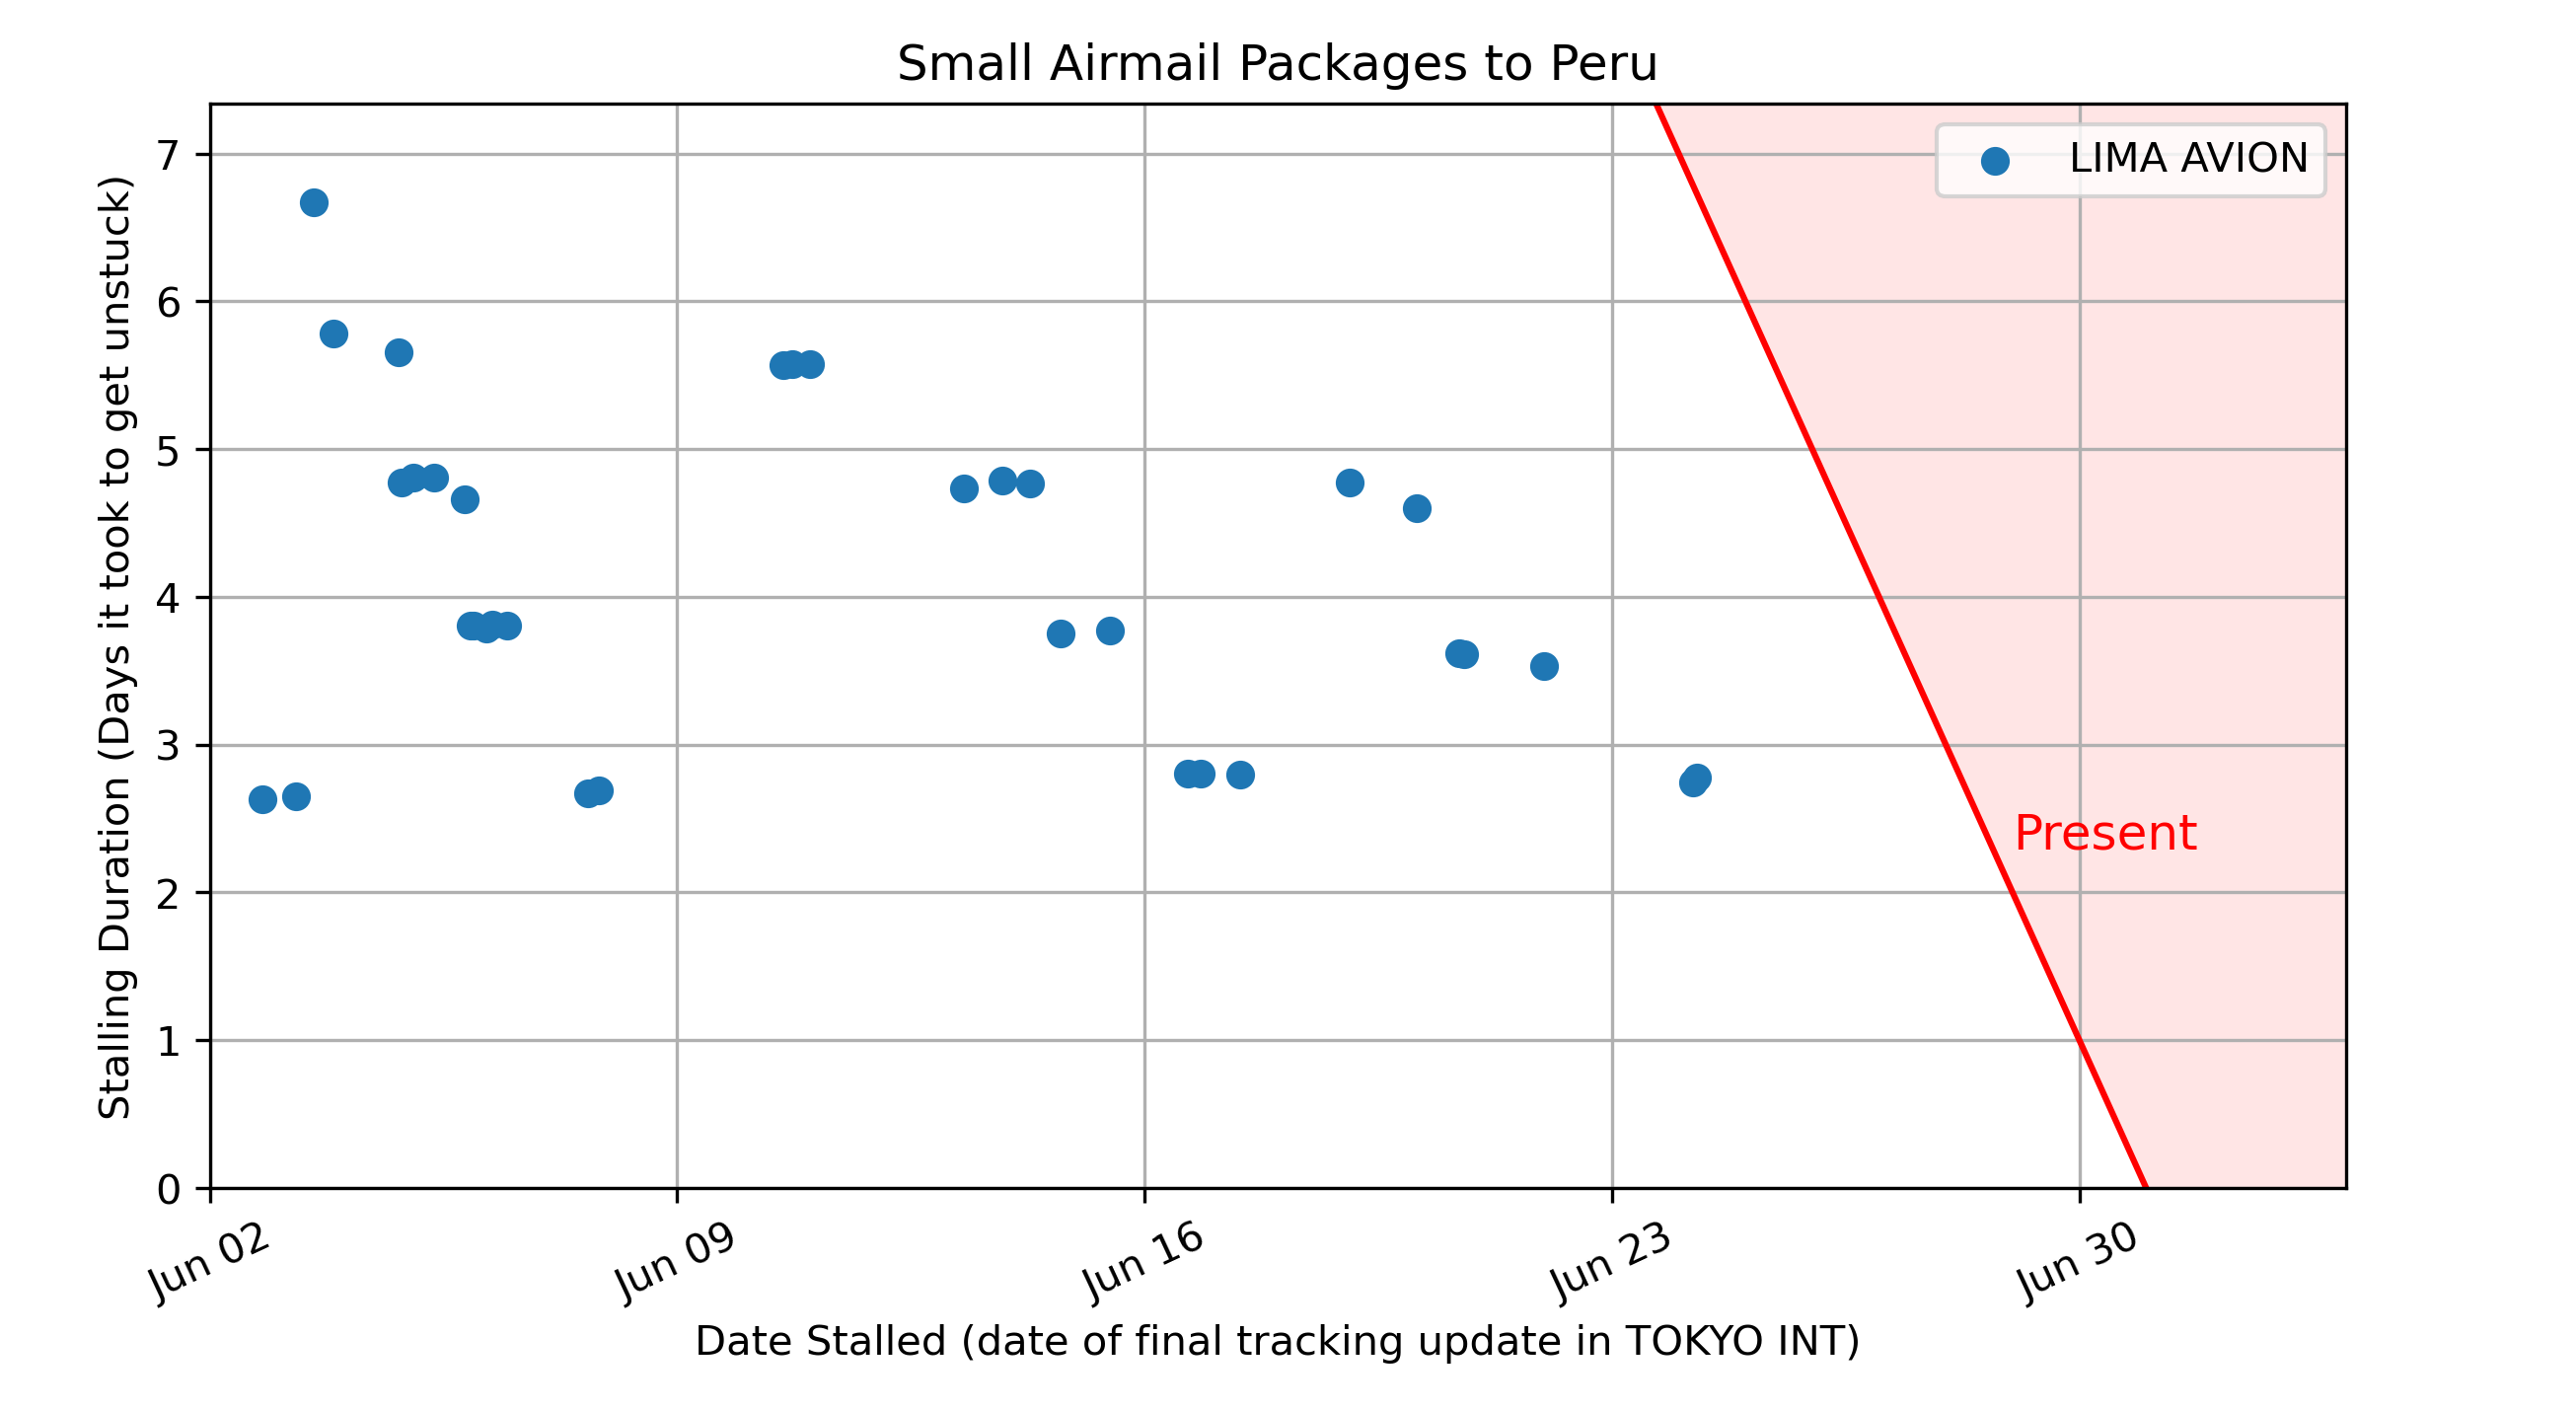 Small Airmail Packages to Peru
LIMA AVION
Stalling Duration (Days it took to get unstuck)
7
6
5
4
3
2
1
0
Present
Jun 02
Jun 09
Jun 16
Jun 23
Jun 30
Date Stalled (date of final tracking update in TOKYO INT)